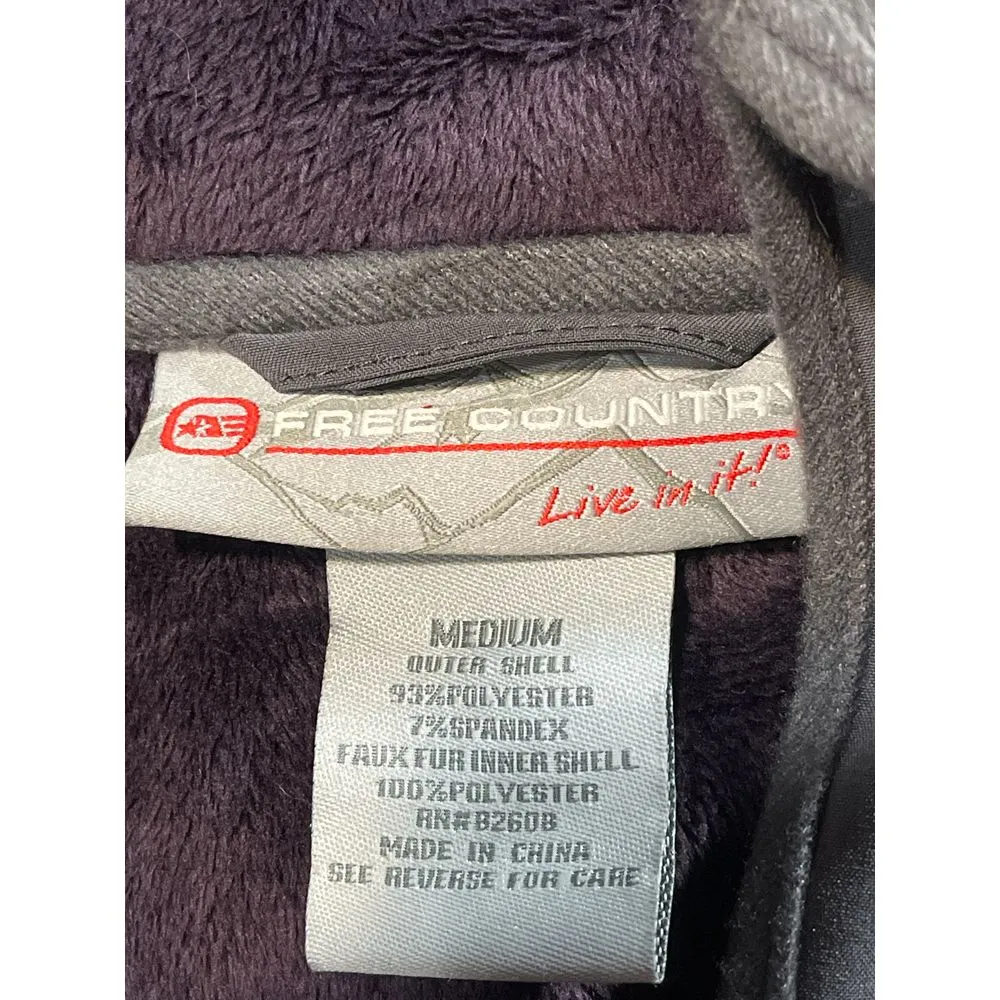 FREE COUNTRY
Live in it!®
MEDIUM
OUTER SHELL
93%POLYESTER
7%SPANDEX
FAUX FUR INNER SHELL
100%POLYESTER
RN#82608
MADE IN CHINA
SEE REVERSE FOR CARE